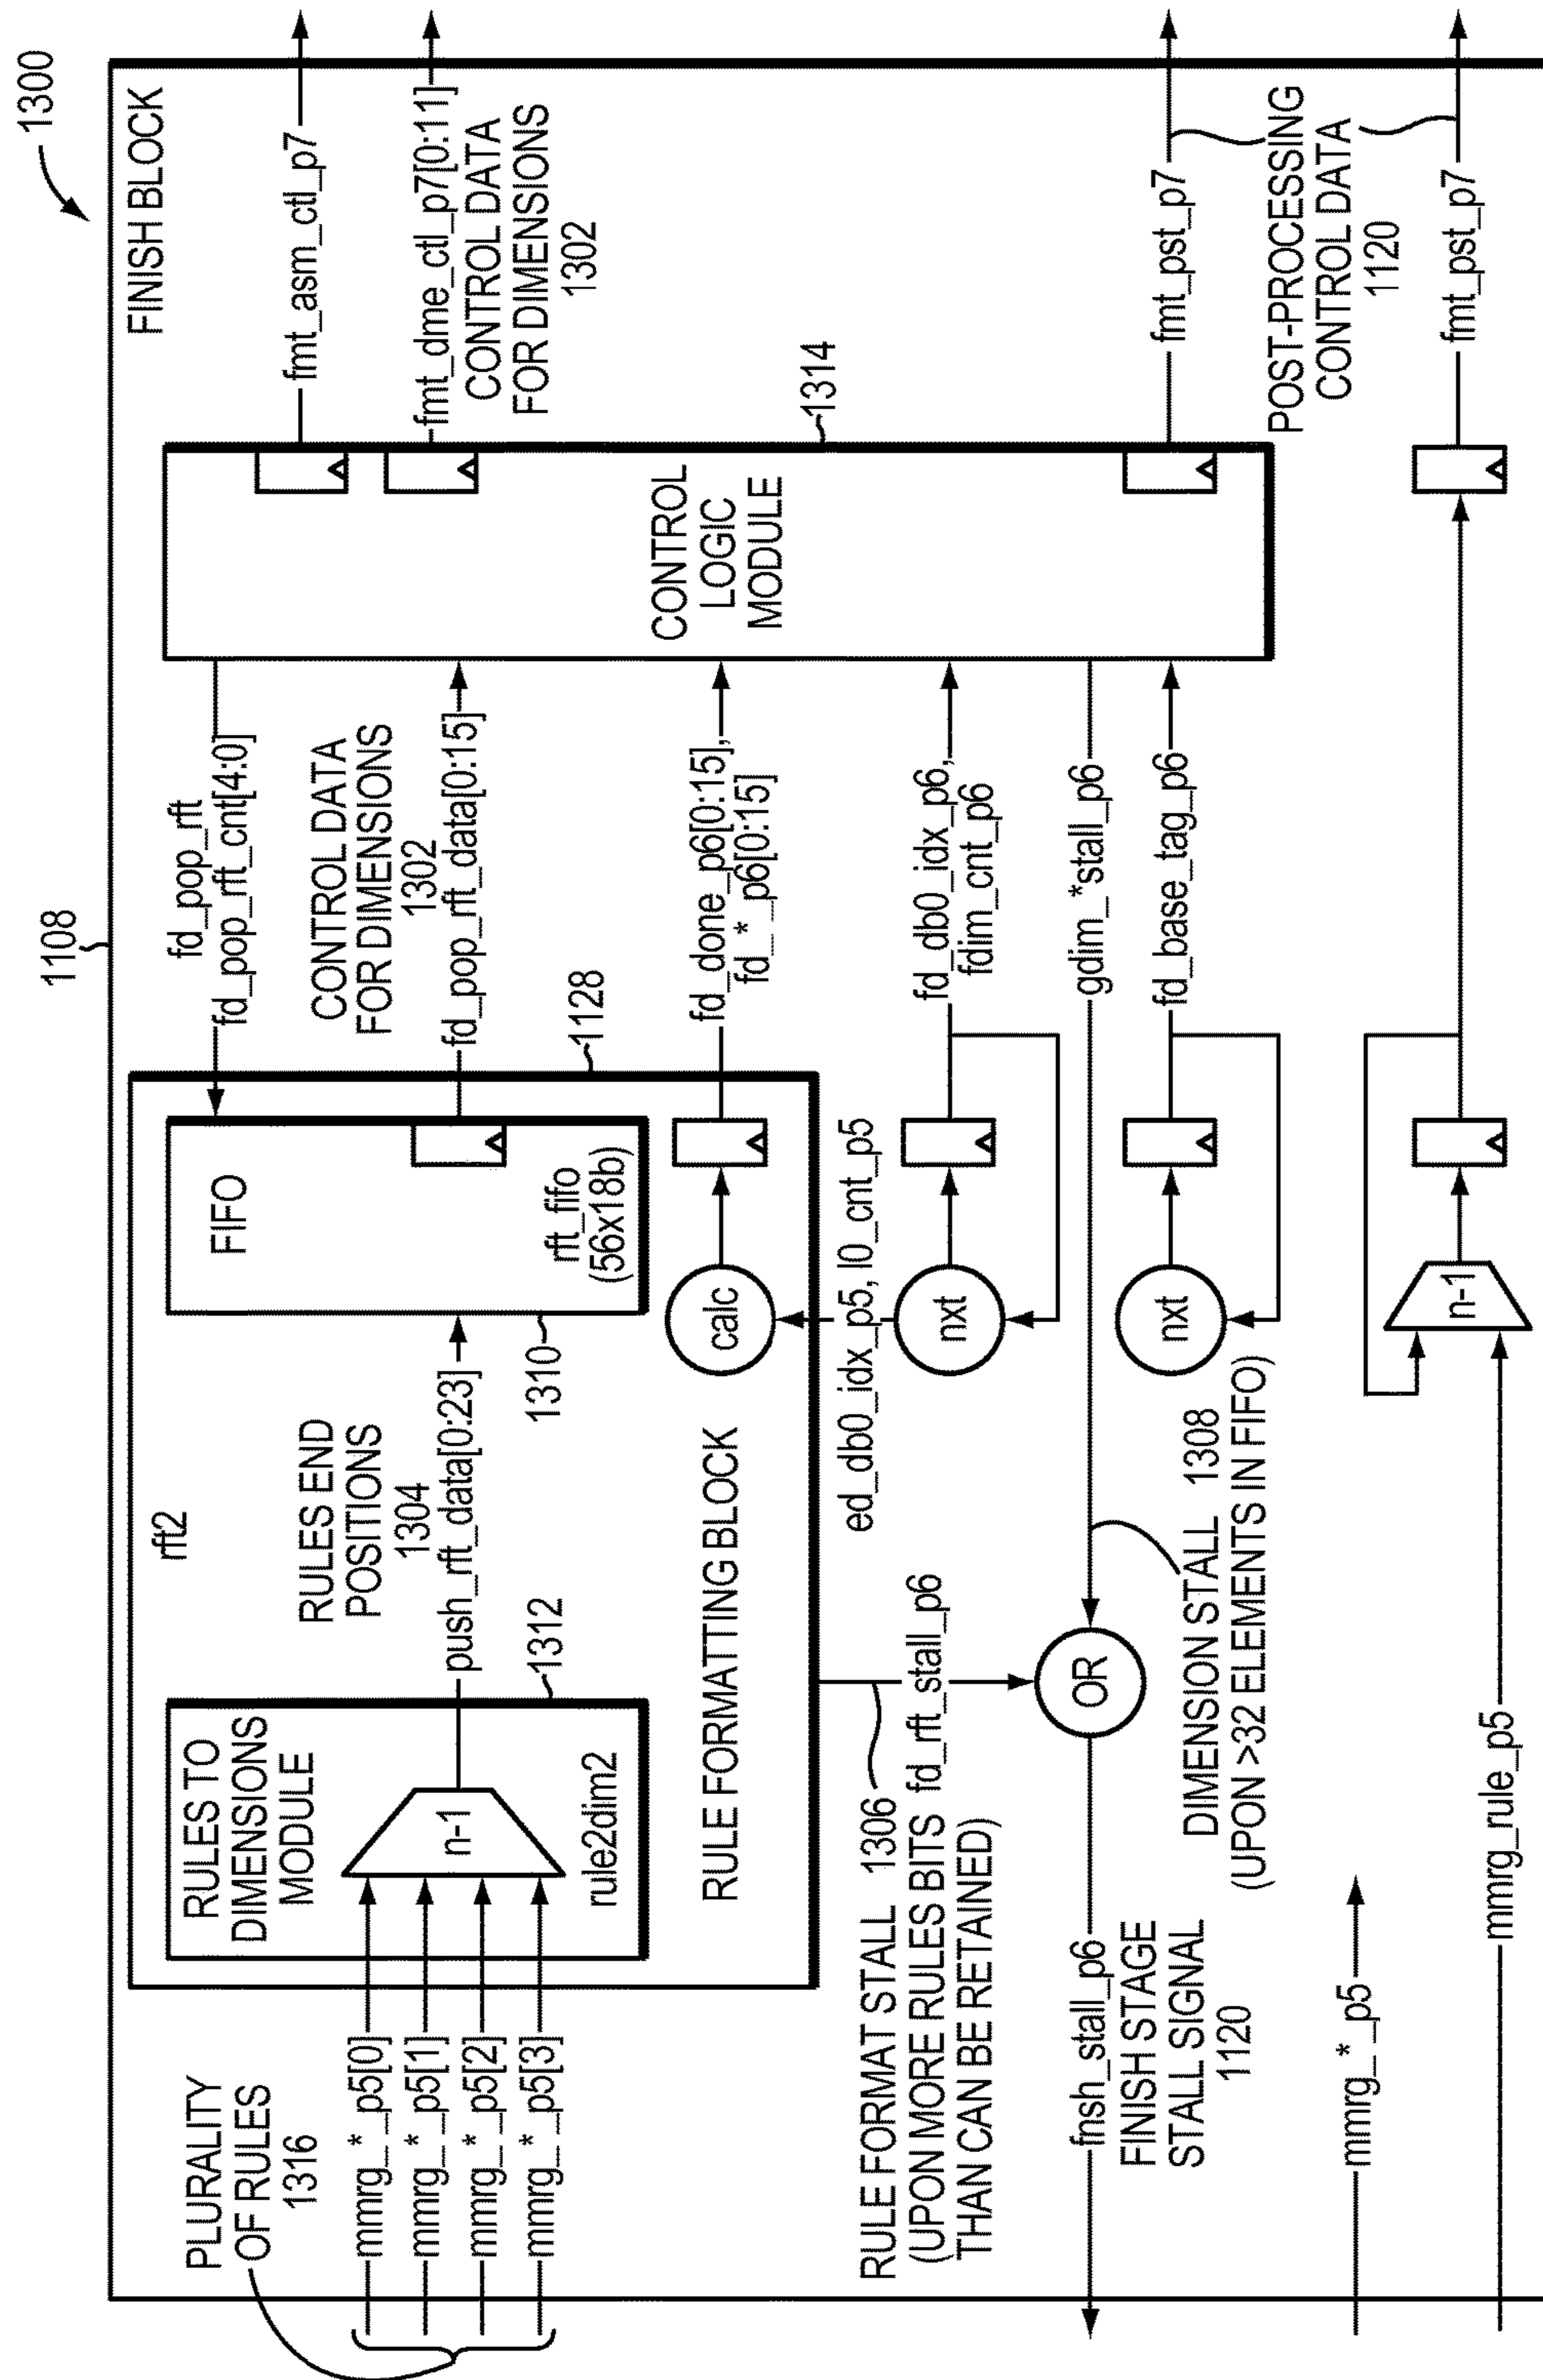 1300
1108
FINISH BLOCK
PLURALITY
OF RULES
1316
mmrg_*_p5[0]
mmrg_*_p5[1]
mmrg_*_p5[2]
mmrg_*_p5[3]
RULES TO
DIMENSIONS
MODULE
n-1
rule2dim2
1312
rft2
RULES END
POSITIONS
1304
push_rft_data[0:23]
1310
FIFO
rft_fifo
(56x18b)
RULE FORMATTING BLOCK
calc
1128
fd_pop_rft
fd_pop_rft_cnt[4:0]
CONTROL DATA
FOR DIMENSIONS
1302
fd_pop_rft_data[0:15]
fd_done_p6[0:15],
fd_*_p6[0:15]
ed_db0_idx_p5, l0_cnt_p5
nxt
fd_db0_idx_p6,
fdim_cnt_p6
gdim_*stall_p6
nxt
fd_base_tag_p6
CONTROL
LOGIC
MODULE
1314
fmt_asm_ctl_p7
fmt_dme_ctl_p7[0:11]
CONTROL DATA
FOR DIMENSIONS
1302
fmt_pst_p7
POST-PROCESSING
CONTROL DATA
1120
fmt_pst_p7
RULE FORMAT STALL 1306
(UPON MORE RULES BITS
THAN CAN BE RETAINED)
fd_rft_stall_p6
OR
fnsh_stall_p6
FINISH STAGE
STALL SIGNAL
1120
DIMENSION STALL 1308
(UPON >32 ELEMENTS IN FIFO)
mmrg_*_p5
mmrg_rule_p5
n-1